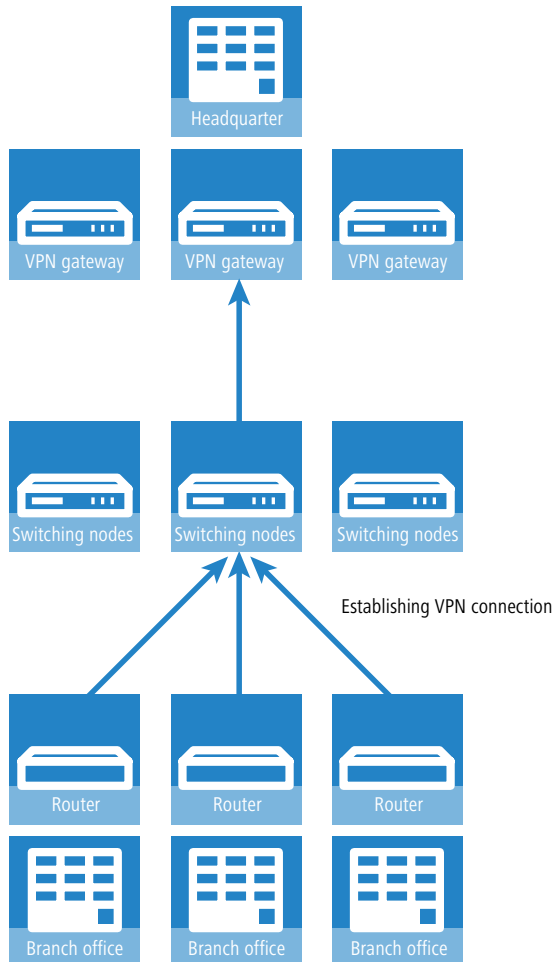 Headquarter
VPN gateway
VPN gateway
VPN gateway
Switching nodes
Switching nodes
Switching nodes
Establishing VPN connection
Router
Router
Router
Branch office
Branch office
Branch office